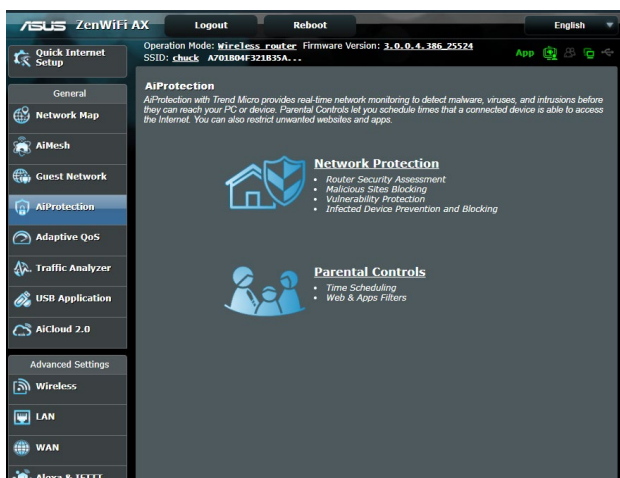 ASUS ZenWiFi AX Logout Reboot English
Quick Internet Setup
Operation Mode: Wireless router Firmware Version: 3.0.0.4.386_25524
SSID: chuck A701B04F321B35A...
App
General
Network Map
AiMesh
Guest Network
AiProtection
Adaptive QoS
Traffic Analyzer
USB Application
AiCloud 2.0
Advanced Settings
Wireless
LAN
WAN
Alexa & IFTTT
AiProtection
AiProtection with Trend Micro provides real-time network monitoring to detect malware, viruses, and intrusions before
they can reach your PC or device. Parental Controls let you schedule times that a connected device is able to access
the Internet. You can also restrict unwanted websites and apps.
Network Protection
• Router Security Assessment
• Malicious Sites Blocking
• Vulnerability Protection
• Infected Device Prevention and Blocking
Parental Controls
• Time Scheduling
• Web & Apps Filters